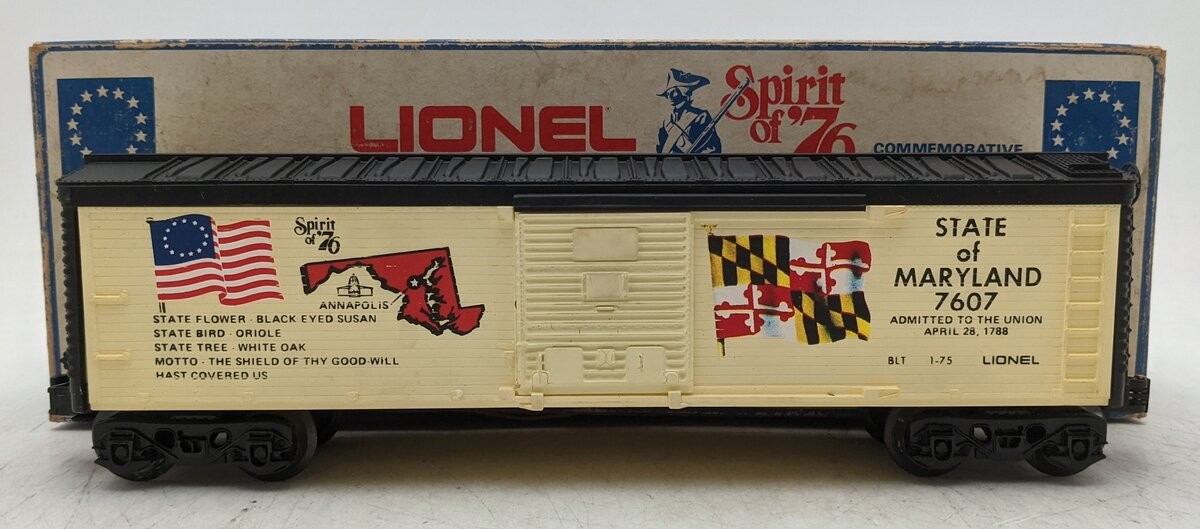 LIONEL
Spirit
of '76
COMMEMORATIVE
Spirit
of '76
ANNAPOLIS
STATE FLOWER - BLACK EYED SUSAN
STATE BIRD - ORIOLE
STATE TREE - WHITE OAK
MOTTO - THE SHIELD OF THY GOOD-WILL
HAST COVERED US
STATE
of
MARYLAND
7607
ADMITTED TO THE UNION
APRIL 28, 1788
BLT 1-75 LIONEL